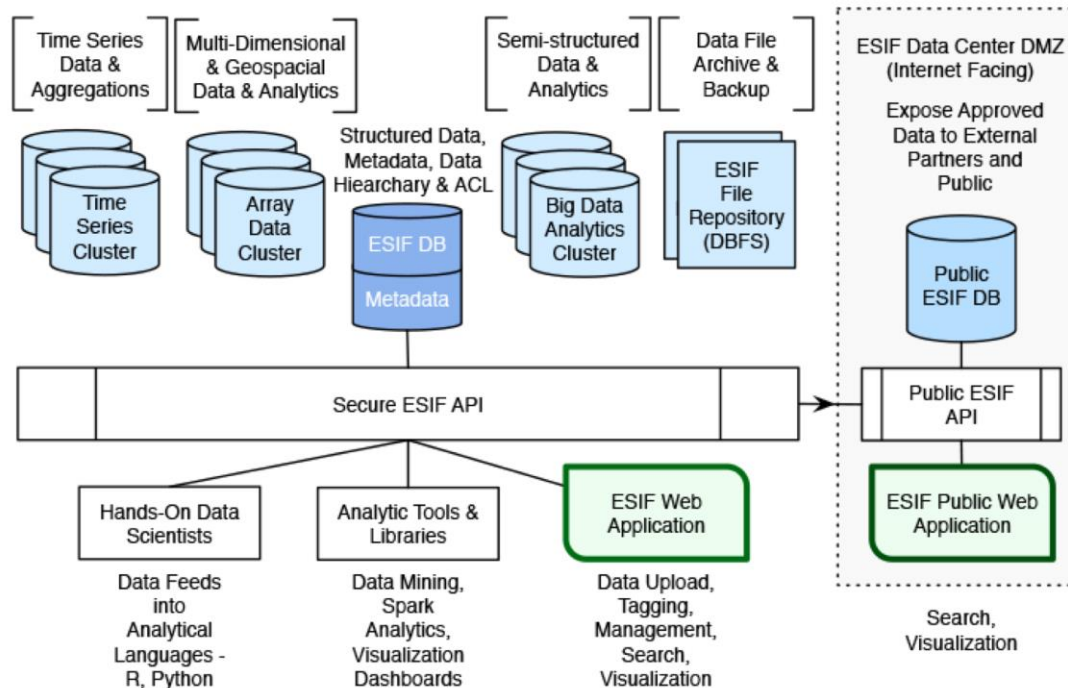 Time Series
Data &
Aggregations
Multi-Dimensional
& Geospacial
Data & Analytics
Semi-structured
Data &
Analytics
Data File
Archive &
Backup
ESIF Data Center DMZ
(Internet Facing)
Expose Approved
Data to External
Partners and
Public
Structured Data,
Metadata, Data
Hiearchary & ACL
Time
Series
Cluster
Array
Data
Cluster
ESIF DB
Metadata
Big Data
Analytics
Cluster
ESIF
File
Repository
(DBFS)
Public
ESIF DB
Secure ESIF API
Public ESIF
API
Hands-On Data
Scientists
Analytic Tools &
Libraries
ESIF Web
Application
ESIF Public Web
Application
Data Feeds
into
Analytical
Languages -
R, Python
Data Mining,
Spark
Analytics,
Visualization
Dashboards
Data Upload,
Tagging,
Management,
Search,
Visualization
Search,
Visualization